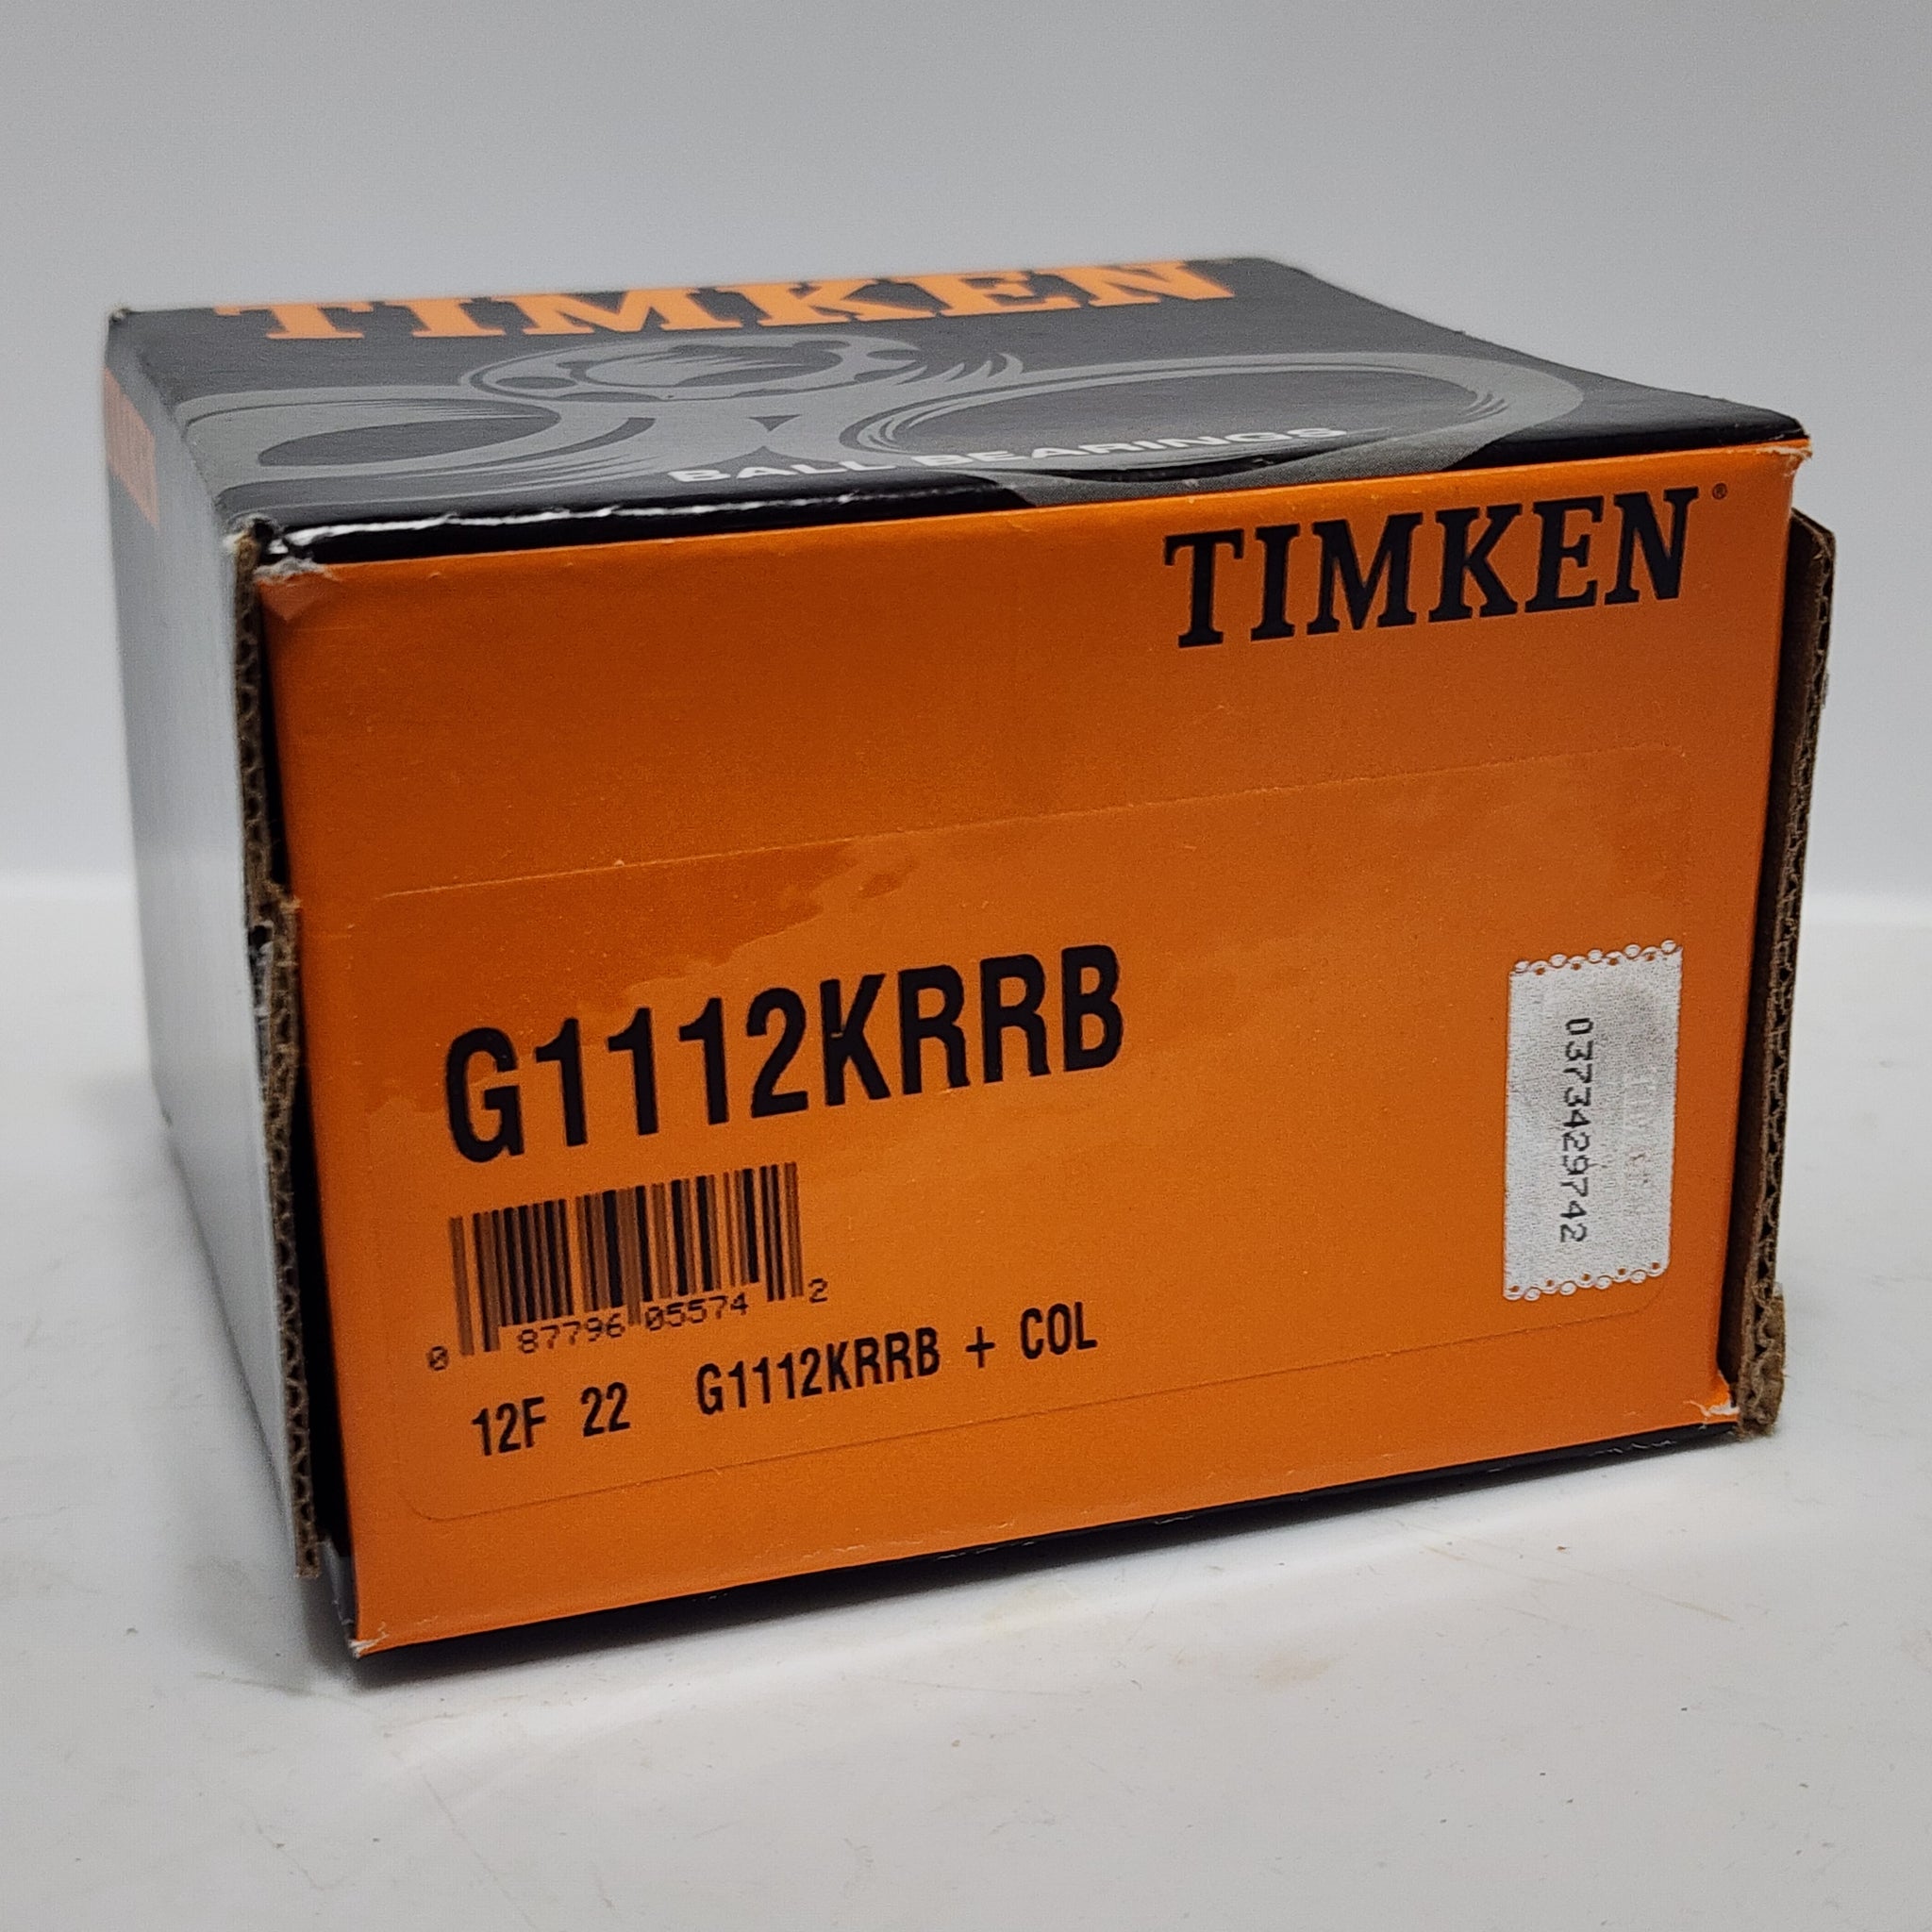 TIMKEN
BALL BEARINGS
TIMKEN®
G1112KRRB
0373429742
0 87796 05574 2
12F 22 G1112KRRB + COL